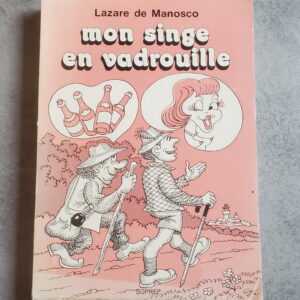 Lazare de Manosco
mon singe
en vadrouille
SOPREP